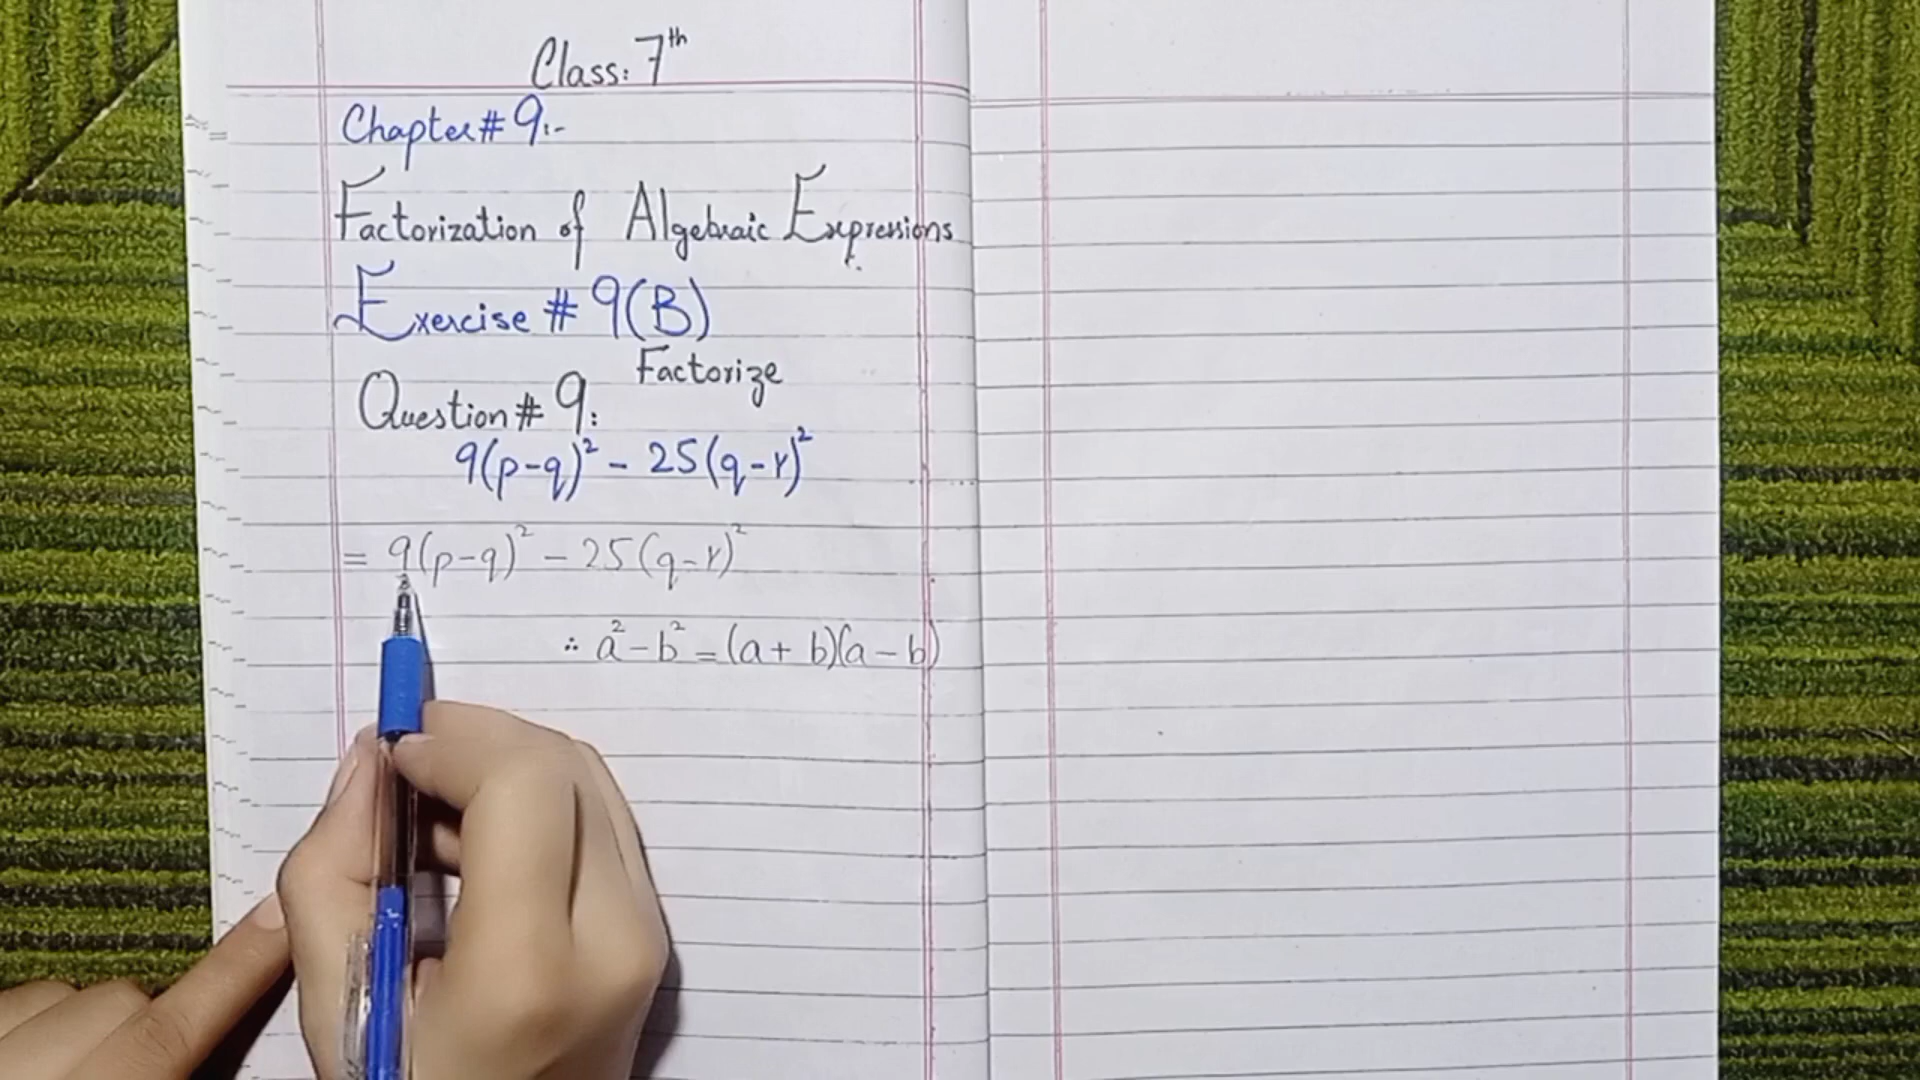 Class: 7th
Chapter # 9:-
Factorization of Algebraic Expressions
Exercise # 9(B)
Factorize
Question # 9:
9(p-q)² - 25(q-r)²
= 9(p-q)² - 25(q-r)²
∴ a² - b² = (a + b)(a - b)